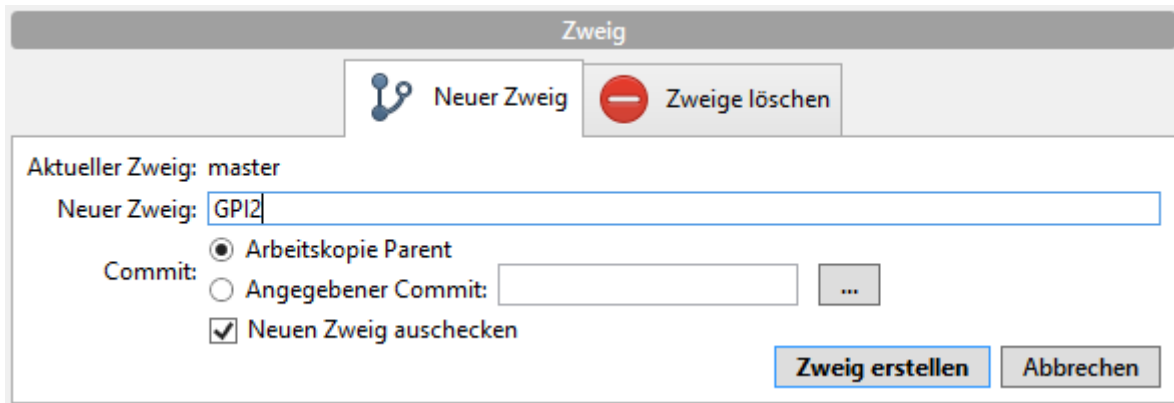 Zweig
Neuer Zweig Zweige löschen
Aktueller Zweig: master
Neuer Zweig: GPI2
Commit: Arbeitskopie Parent
Angegebener Commit: ...
Neuen Zweig auschecken
Zweig erstellen Abbrechen